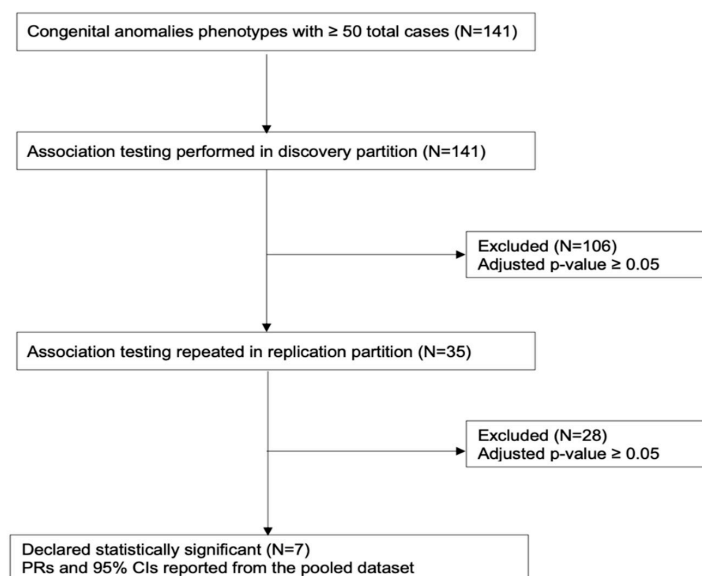 Congenital anomalies phenotypes with ≥ 50 total cases (N=141)
Association testing performed in discovery partition (N=141)
Excluded (N=106)
Adjusted p-value ≥ 0.05
Association testing repeated in replication partition (N=35)
Excluded (N=28)
Adjusted p-value ≥ 0.05
Declared statistically significant (N=7)
PRs and 95% CIs reported from the pooled dataset